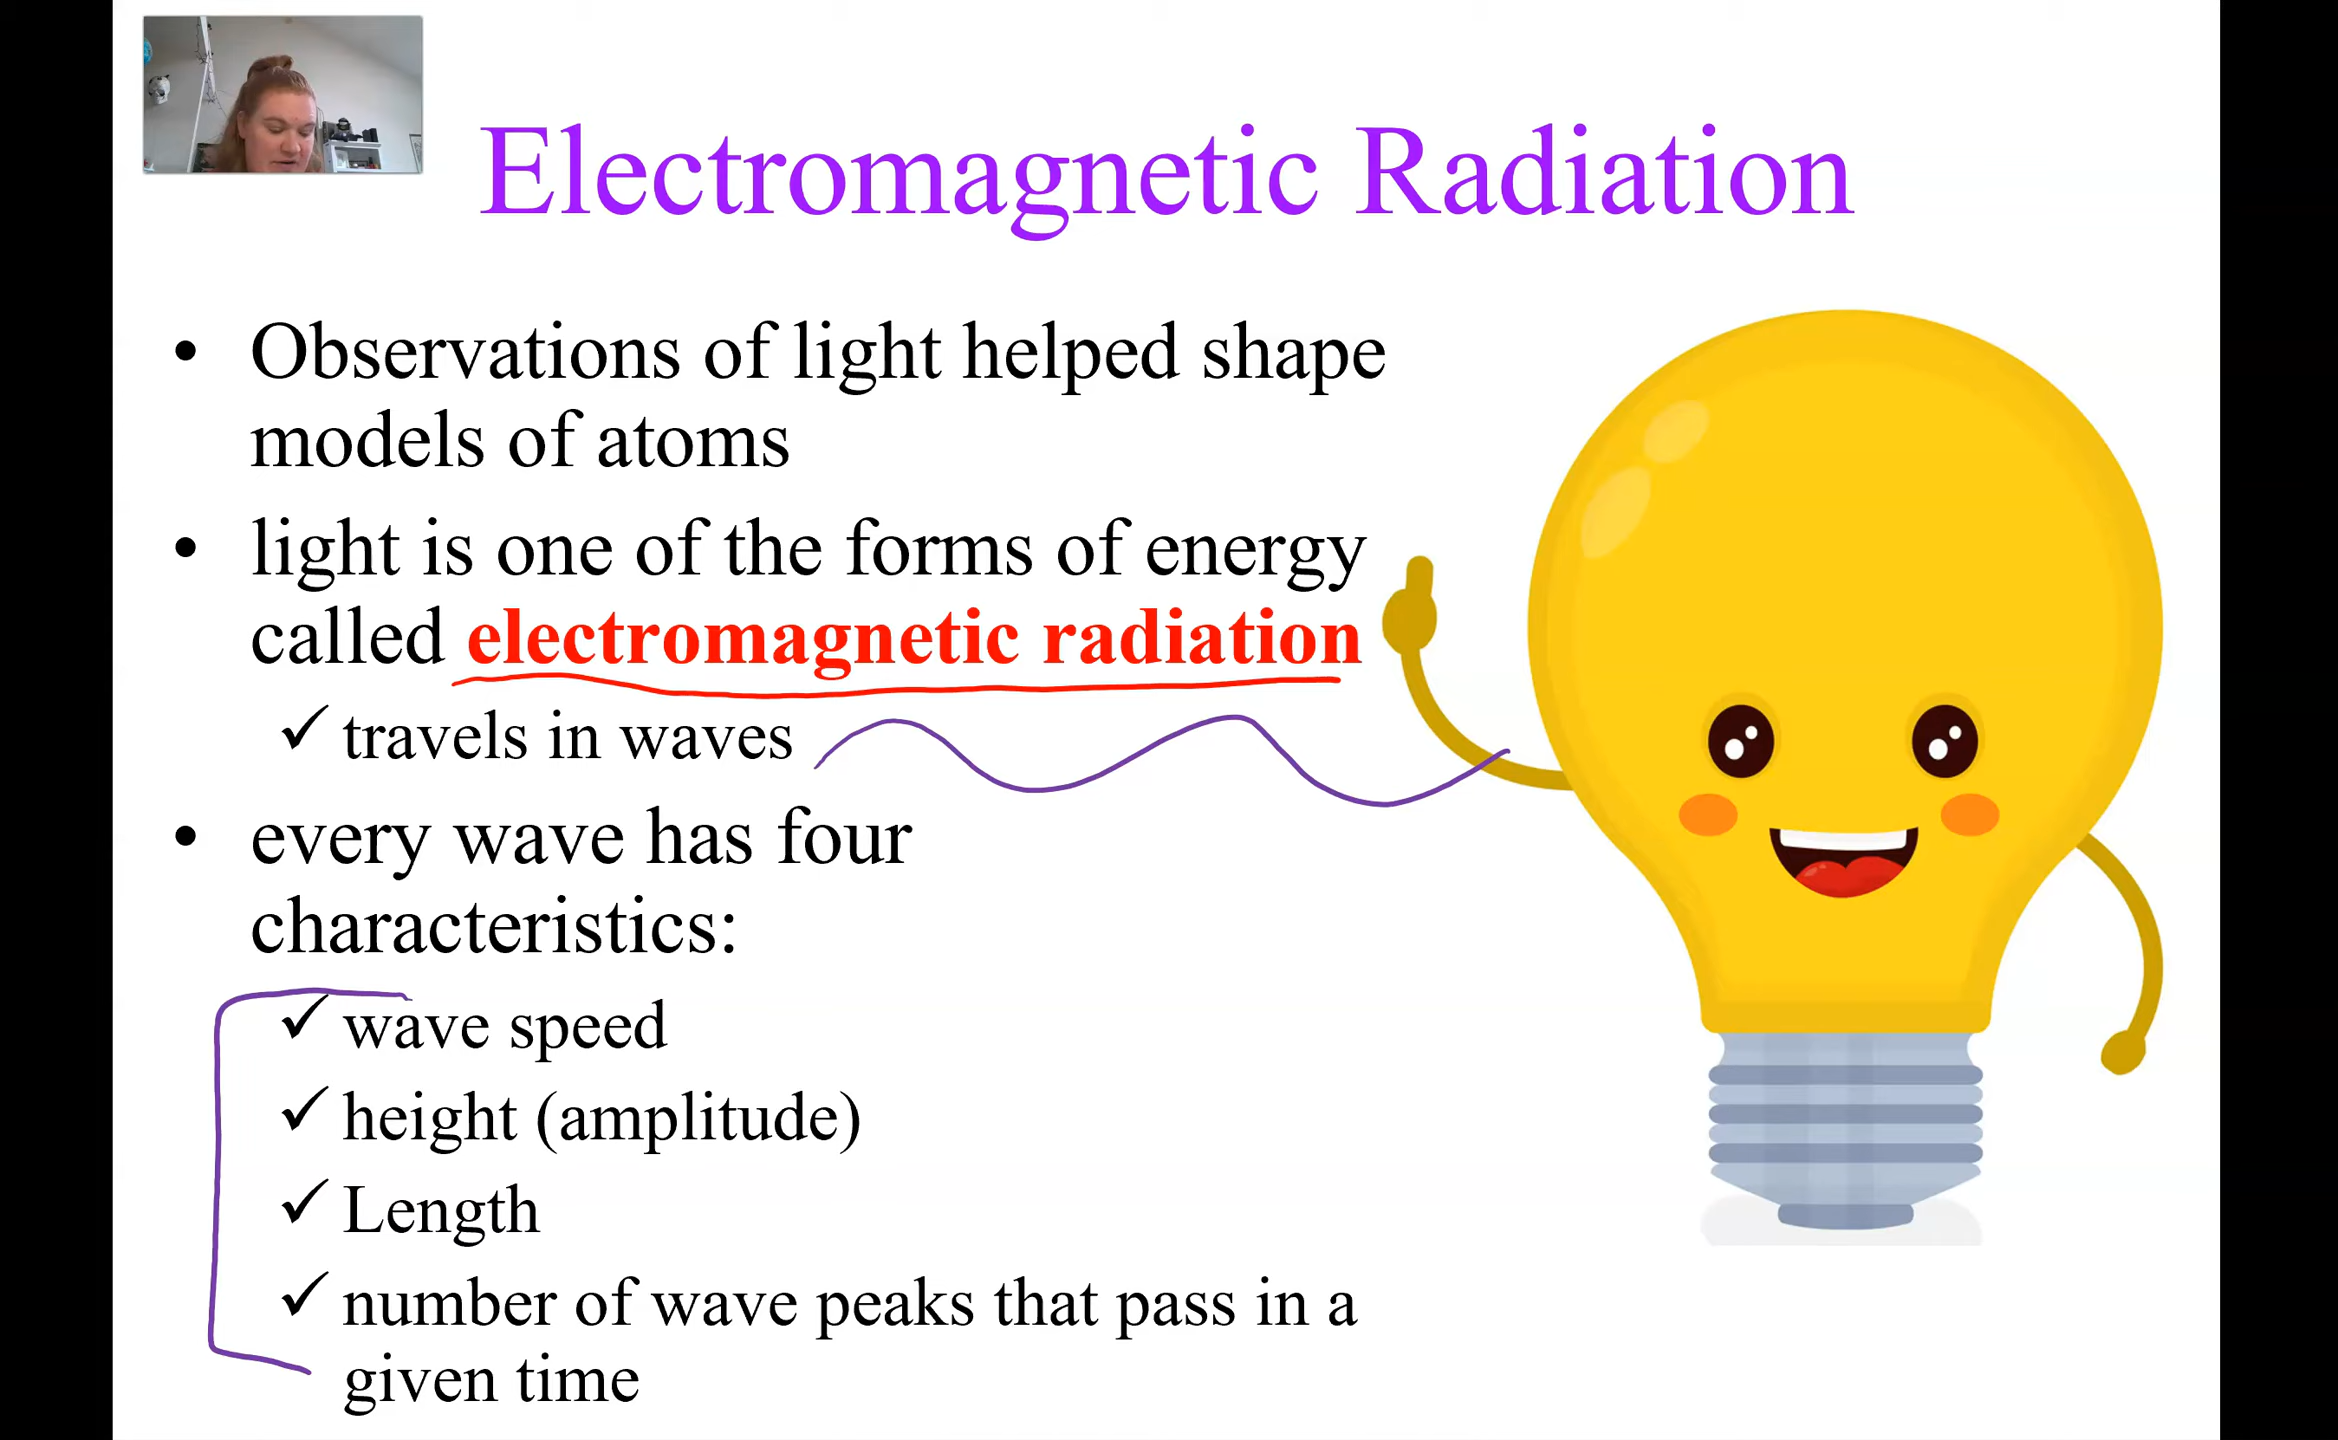 Electromagnetic Radiation
• Observations of light helped shape
models of atoms
• light is one of the forms of energy
called electromagnetic radiation
✓ travels in waves
• every wave has four
characteristics:
✓ wave speed
✓ height (amplitude)
✓ Length
✓ number of wave peaks that pass in a
given time